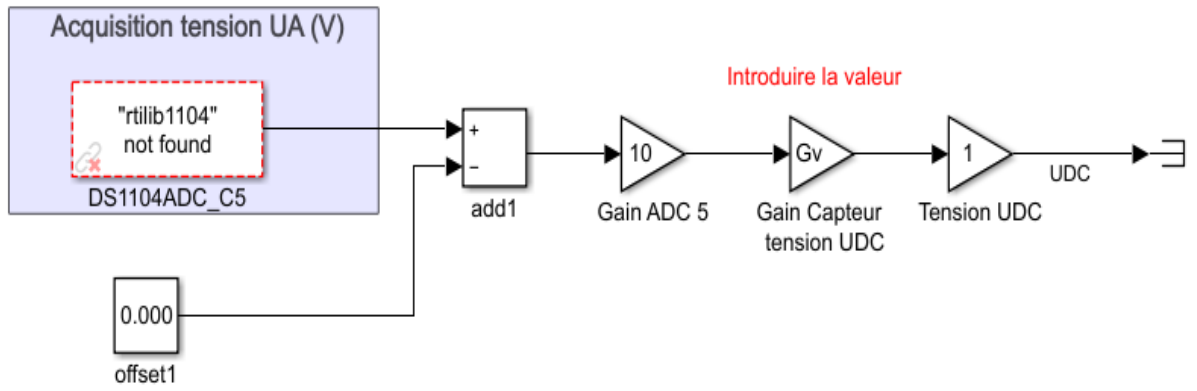 Acquisition tension UA (V)
"rtilib1104"
not found
DS1104ADC_C5
+
−
add1
0.000
offset1
10
Gain ADC 5
Introduire la valeur
Gv
Gain Capteur
tension UDC
1
Tension UDC
UDC